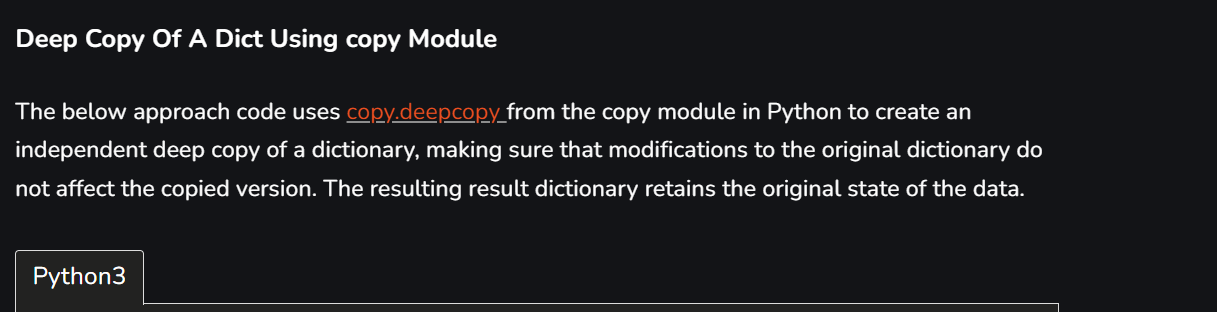 Deep Copy Of A Dict Using copy Module
The below approach code uses copy.deepcopy from the copy module in Python to create an
independent deep copy of a dictionary, making sure that modifications to the original dictionary do
not affect the copied version. The resulting result dictionary retains the original state of the data.
Python3